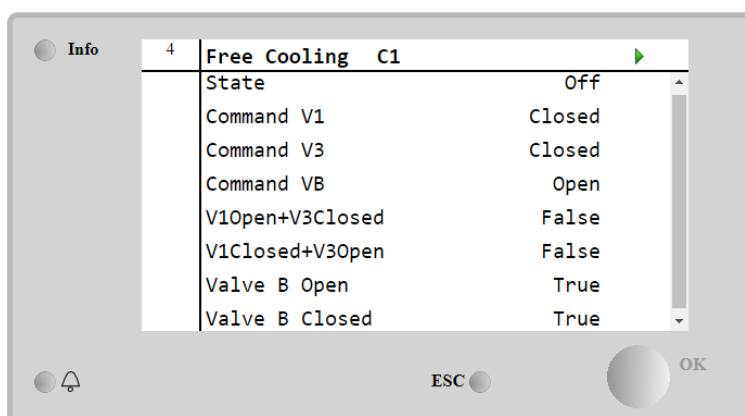 Info
4 Free Cooling C1
State Off
Command V1 Closed
Command V3 Closed
Command VB Open
V1Open+V3Closed False
V1Closed+V3Open False
Valve B Open True
Valve B Closed True
ESC OK